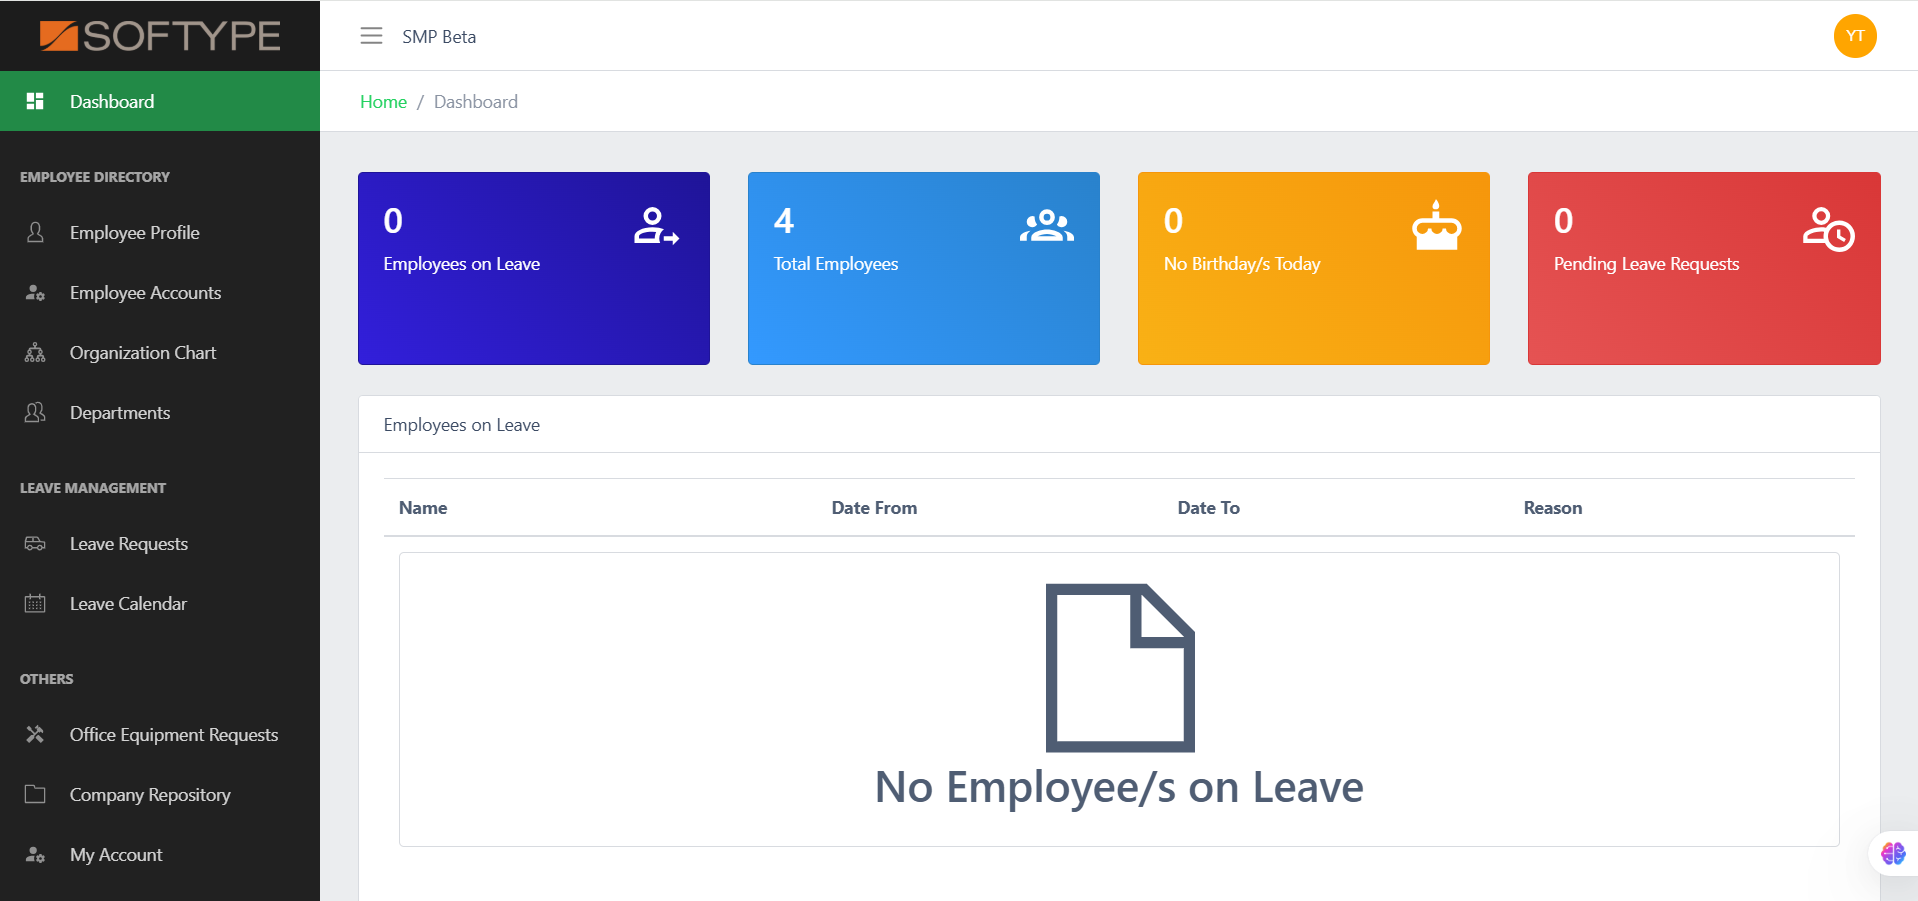 SOFTYPE
SMP Beta
YT
Dashboard
Home / Dashboard
EMPLOYEE DIRECTORY
Employee Profile
Employee Accounts
Organization Chart
Departments
LEAVE MANAGEMENT
Leave Requests
Leave Calendar
OTHERS
Office Equipment Requests
Company Repository
My Account
0
Employees on Leave
4
Total Employees
0
No Birthday/s Today
0
Pending Leave Requests
Employees on Leave
Name Date From Date To Reason
No Employee/s on Leave